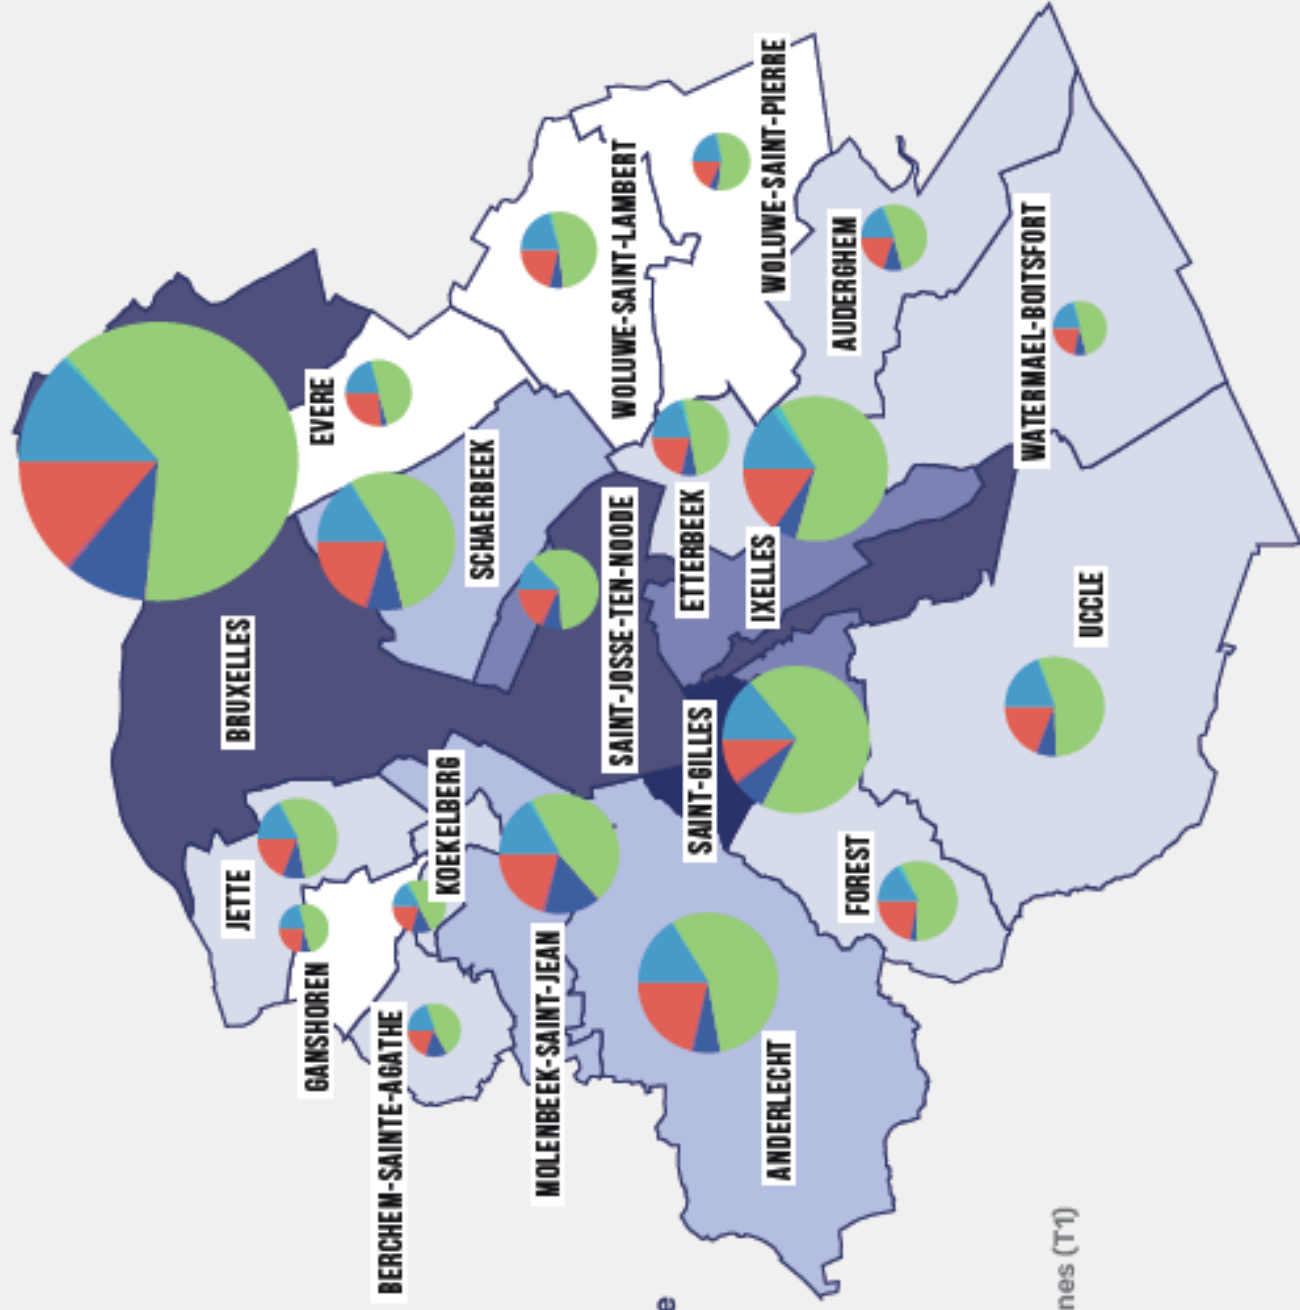 JETTE
GANSHOREN
BERCHEM-SAINTE-AGATHE
KOEKELBERG
MOLENBEEK-SAINT-JEAN
ANDERLECHT
BRUXELLES
EVERE
SCHAERBEEK
SAINT-JOSSE-TEN-NOODE
SAINT-GILLES
FOREST
ETTERBEEK
IXELLES
UCCLE
WOLUWE-SAINT-LAMBERT
WOLUWE-SAINT-PIERRE
AUDERGHEM
WATERMAEL-BOITSFORT
e
nes (T1)